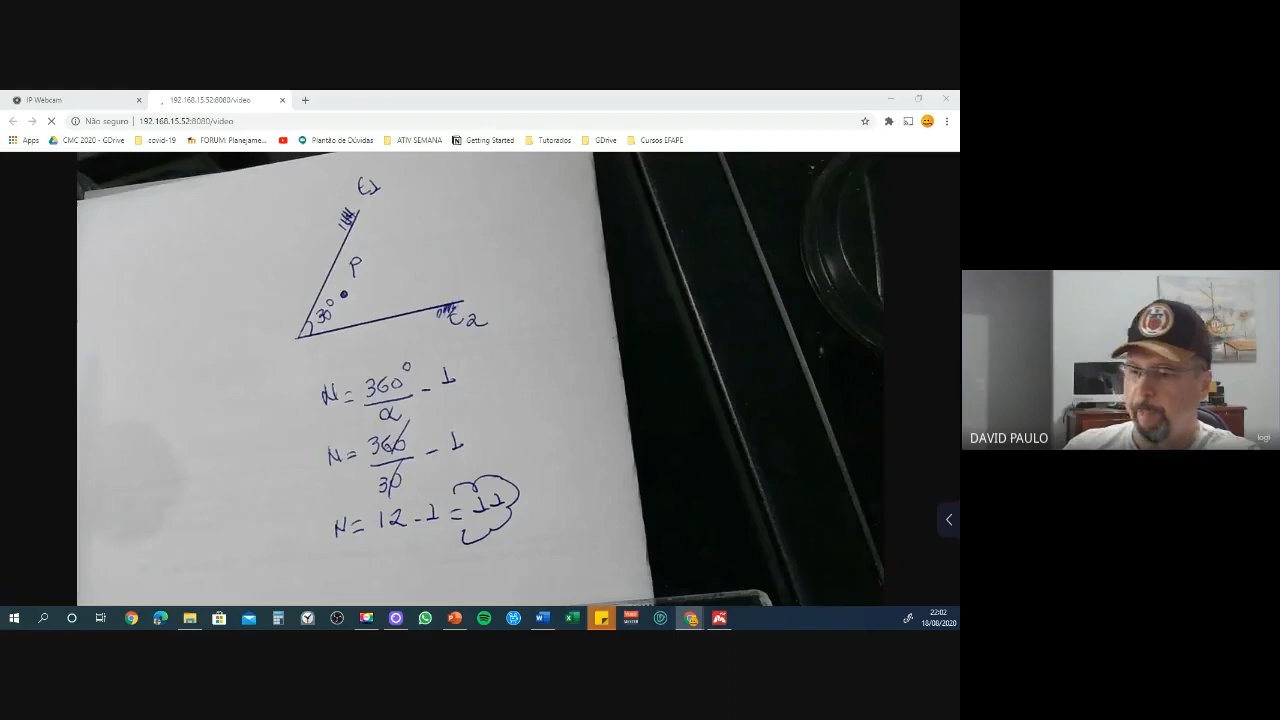 IP Webcam
192.168.15.52:8080/video
Não seguro
192.168.15.52:8080/video
Apps
CMC 2020 - GDrive
covid-19
FORUM: Planejame...
Plantão de Dúvidas
ATIV SEMANA
Getting Started
Tutorados
GDrive
Cursos EFAPE
P
30°
N = 360° - 1
α
N = 360 - 1
30
N = 12 - 1 = 11
DAVID PAULO
logi
22:02
18/08/2020